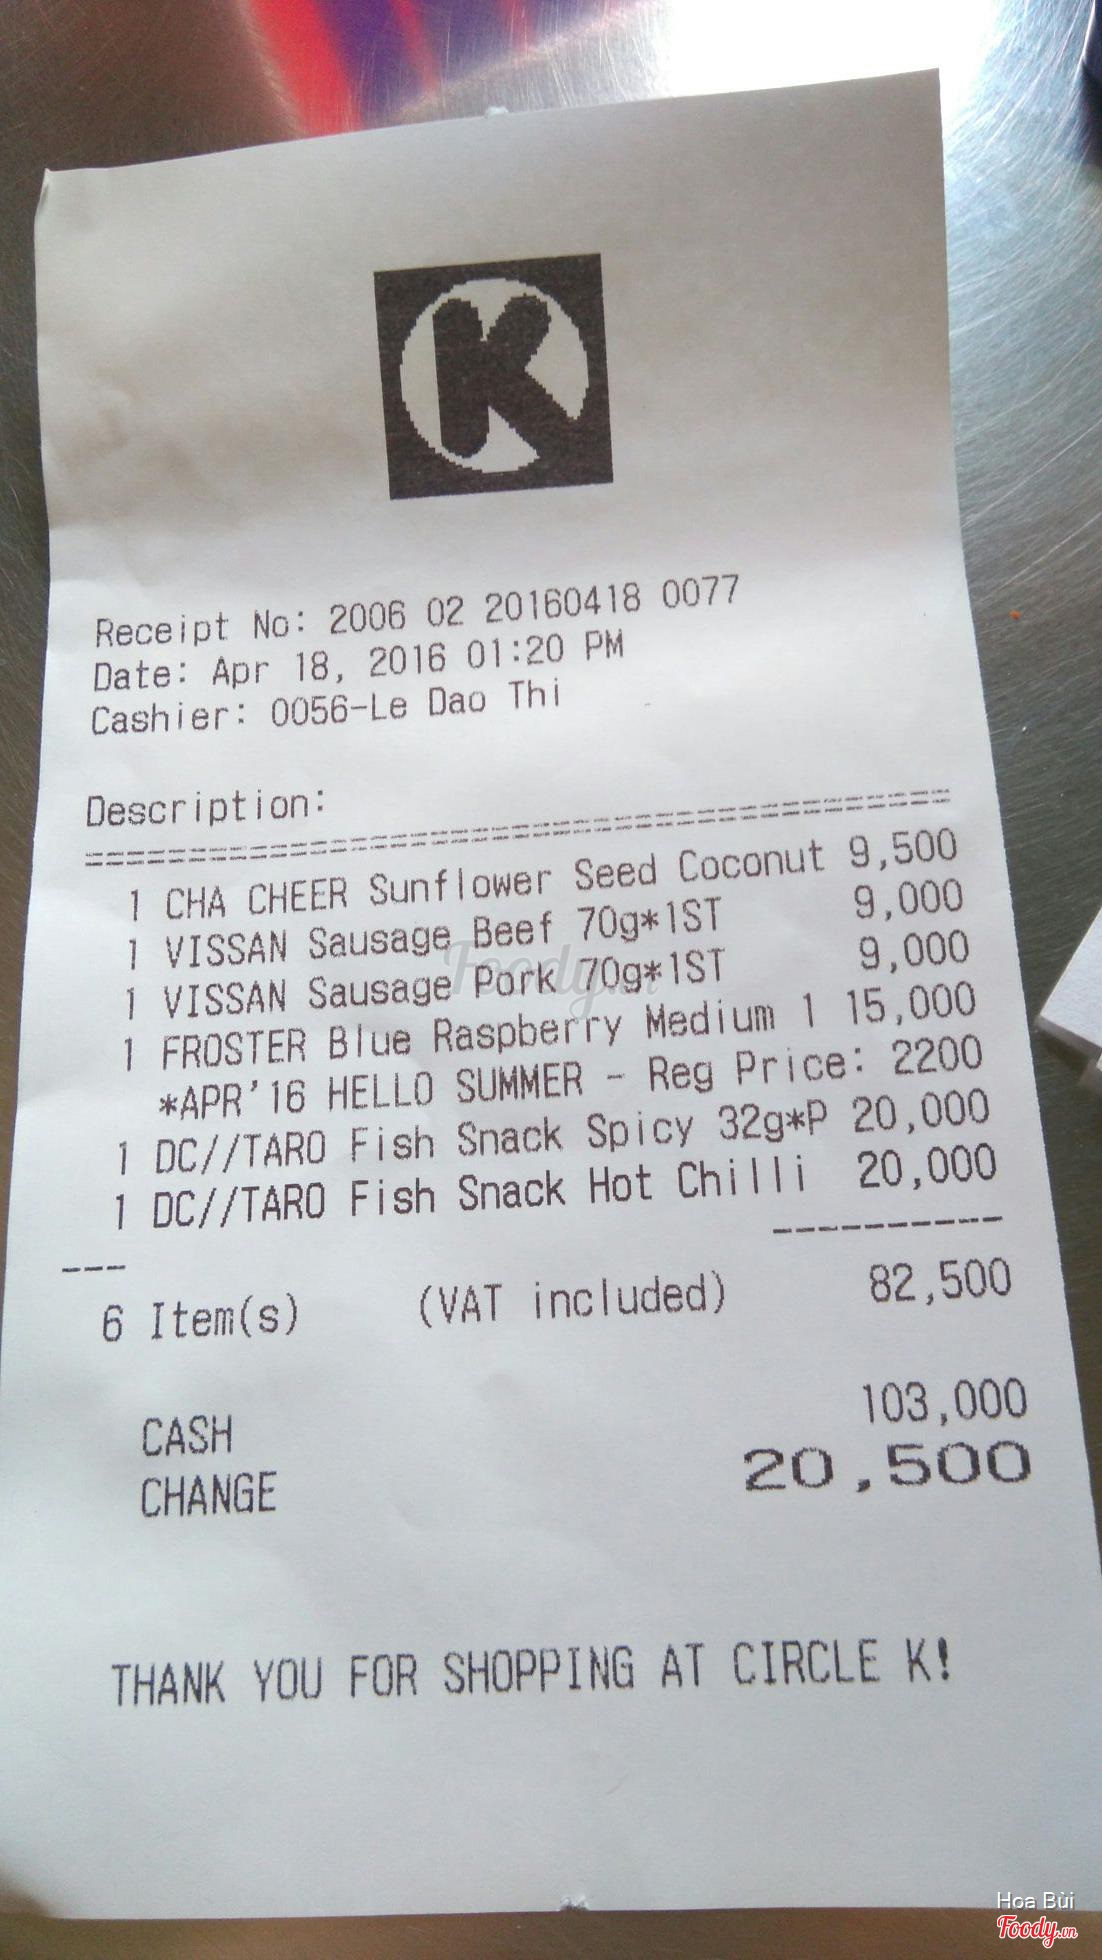 K
Receipt No: 2006 02 20160418 0077
Date: Apr 18, 2016 01:20 PM
Cashier: 0056-Le Dao Thi
Description:
1 CHA CHEER Sunflower Seed Coconut 9,500
1 VISSAN Sausage Beef 70g*1ST 9,000
1 VISSAN Sausage Pork 70g*1ST 9,000
1 FROSTER Blue Raspberry Medium 1 15,000
*APR'16 HELLO SUMMER - Reg Price: 2200
1 DC//TARO Fish Snack Spicy 32g*P 20,000
1 DC//TARO Fish Snack Hot Chilli 20,000
6 Item(s) (VAT included) 82,500
CASH 103,000
CHANGE 20,500
THANK YOU FOR SHOPPING AT CIRCLE K!
Foody.vn
Hoa Bùi
Foody.vn